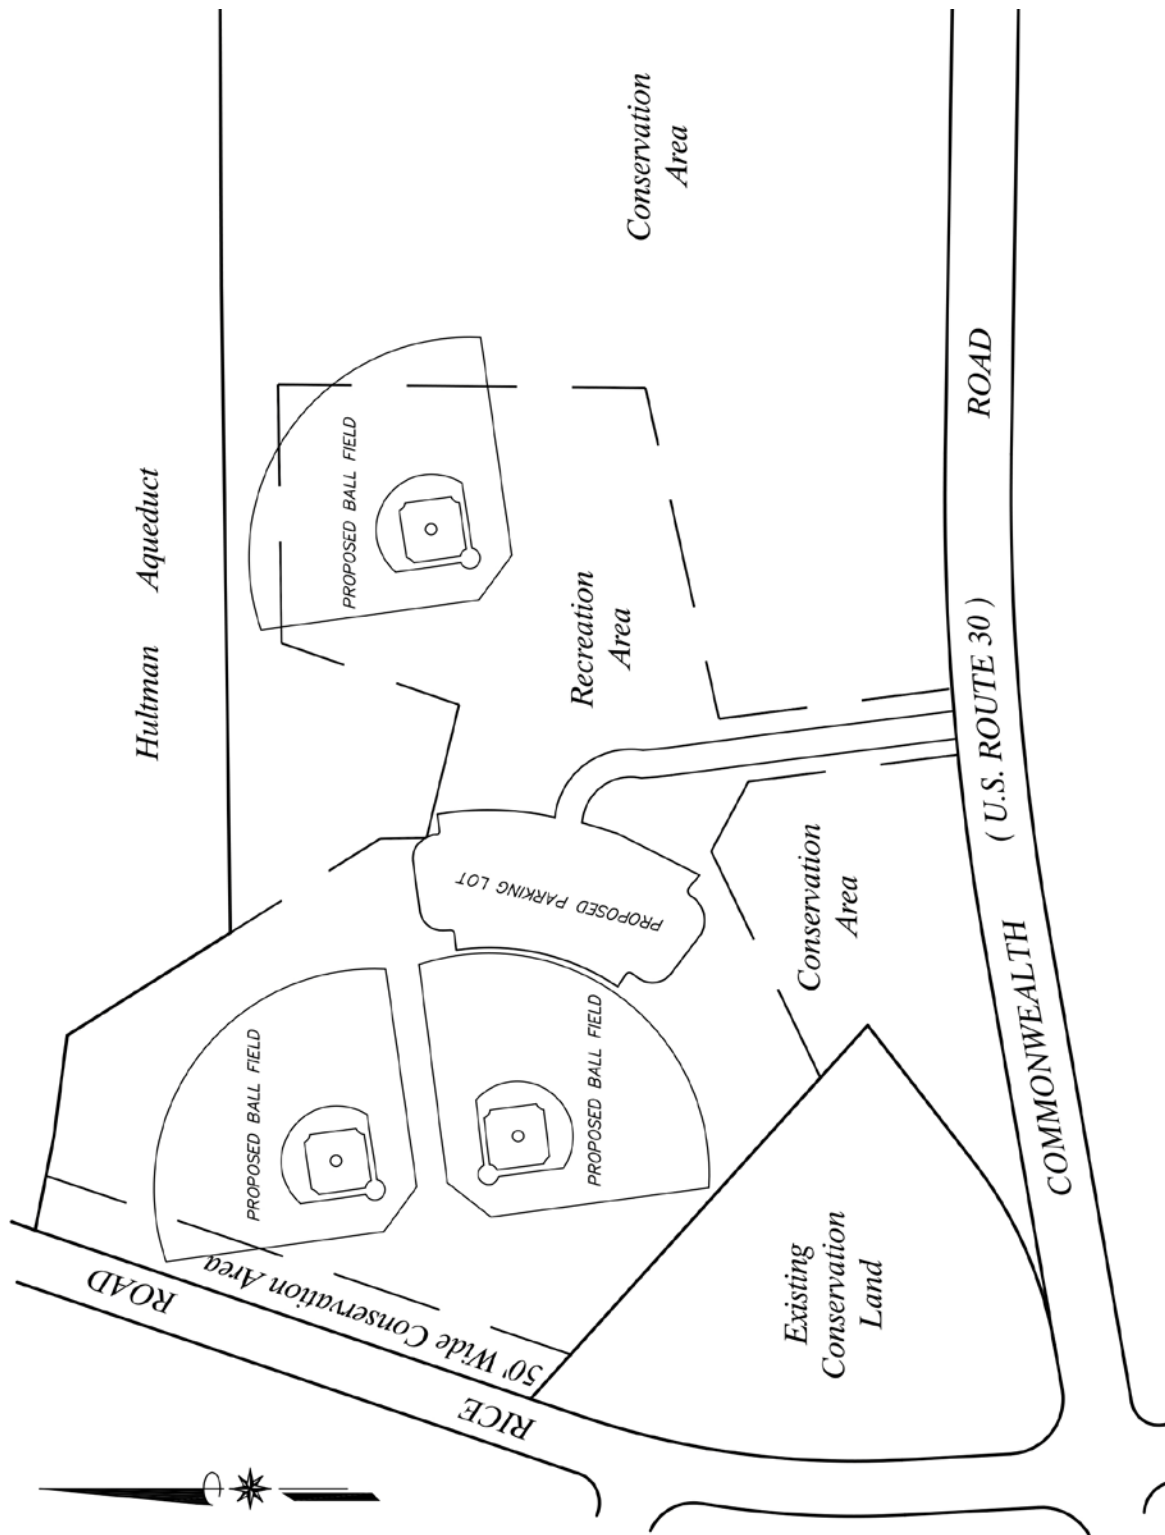 Hultman Aqueduct
Conservation
Area
PROPOSED BALL FIELD
Recreation
Area
PROPOSED PARKING LOT
PROPOSED BALL FIELD
PROPOSED BALL FIELD
Conservation
Area
50' Wide Conservation Area
RICE ROAD
Existing
Conservation
Land
COMMONWEALTH ( U.S. ROUTE 30 ) ROAD